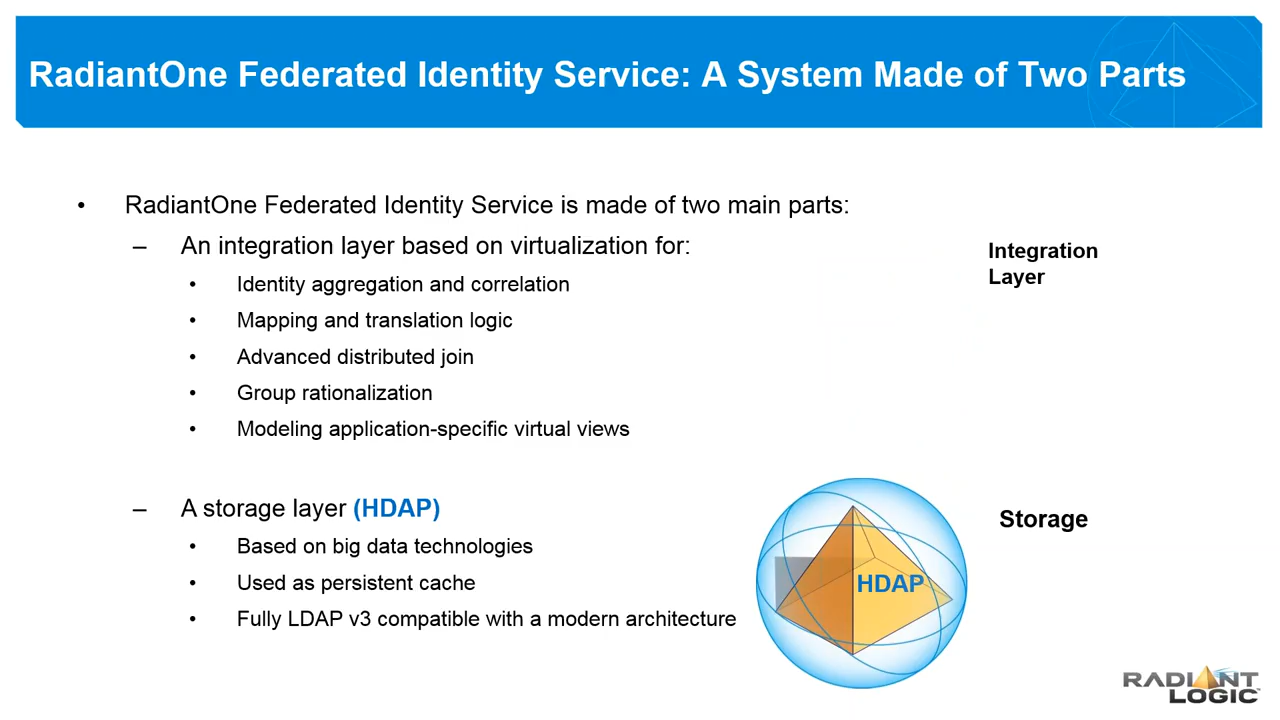 RadiantOne Federated Identity Service: A System Made of Two Parts
• RadiantOne Federated Identity Service is made of two main parts:
– An integration layer based on virtualization for:
• Identity aggregation and correlation
• Mapping and translation logic
• Advanced distributed join
• Group rationalization
• Modeling application-specific virtual views
Integration
Layer
– A storage layer (HDAP)
• Based on big data technologies
• Used as persistent cache
• Fully LDAP v3 compatible with a modern architecture
HDAP
Storage
RADIANT
LOGIC